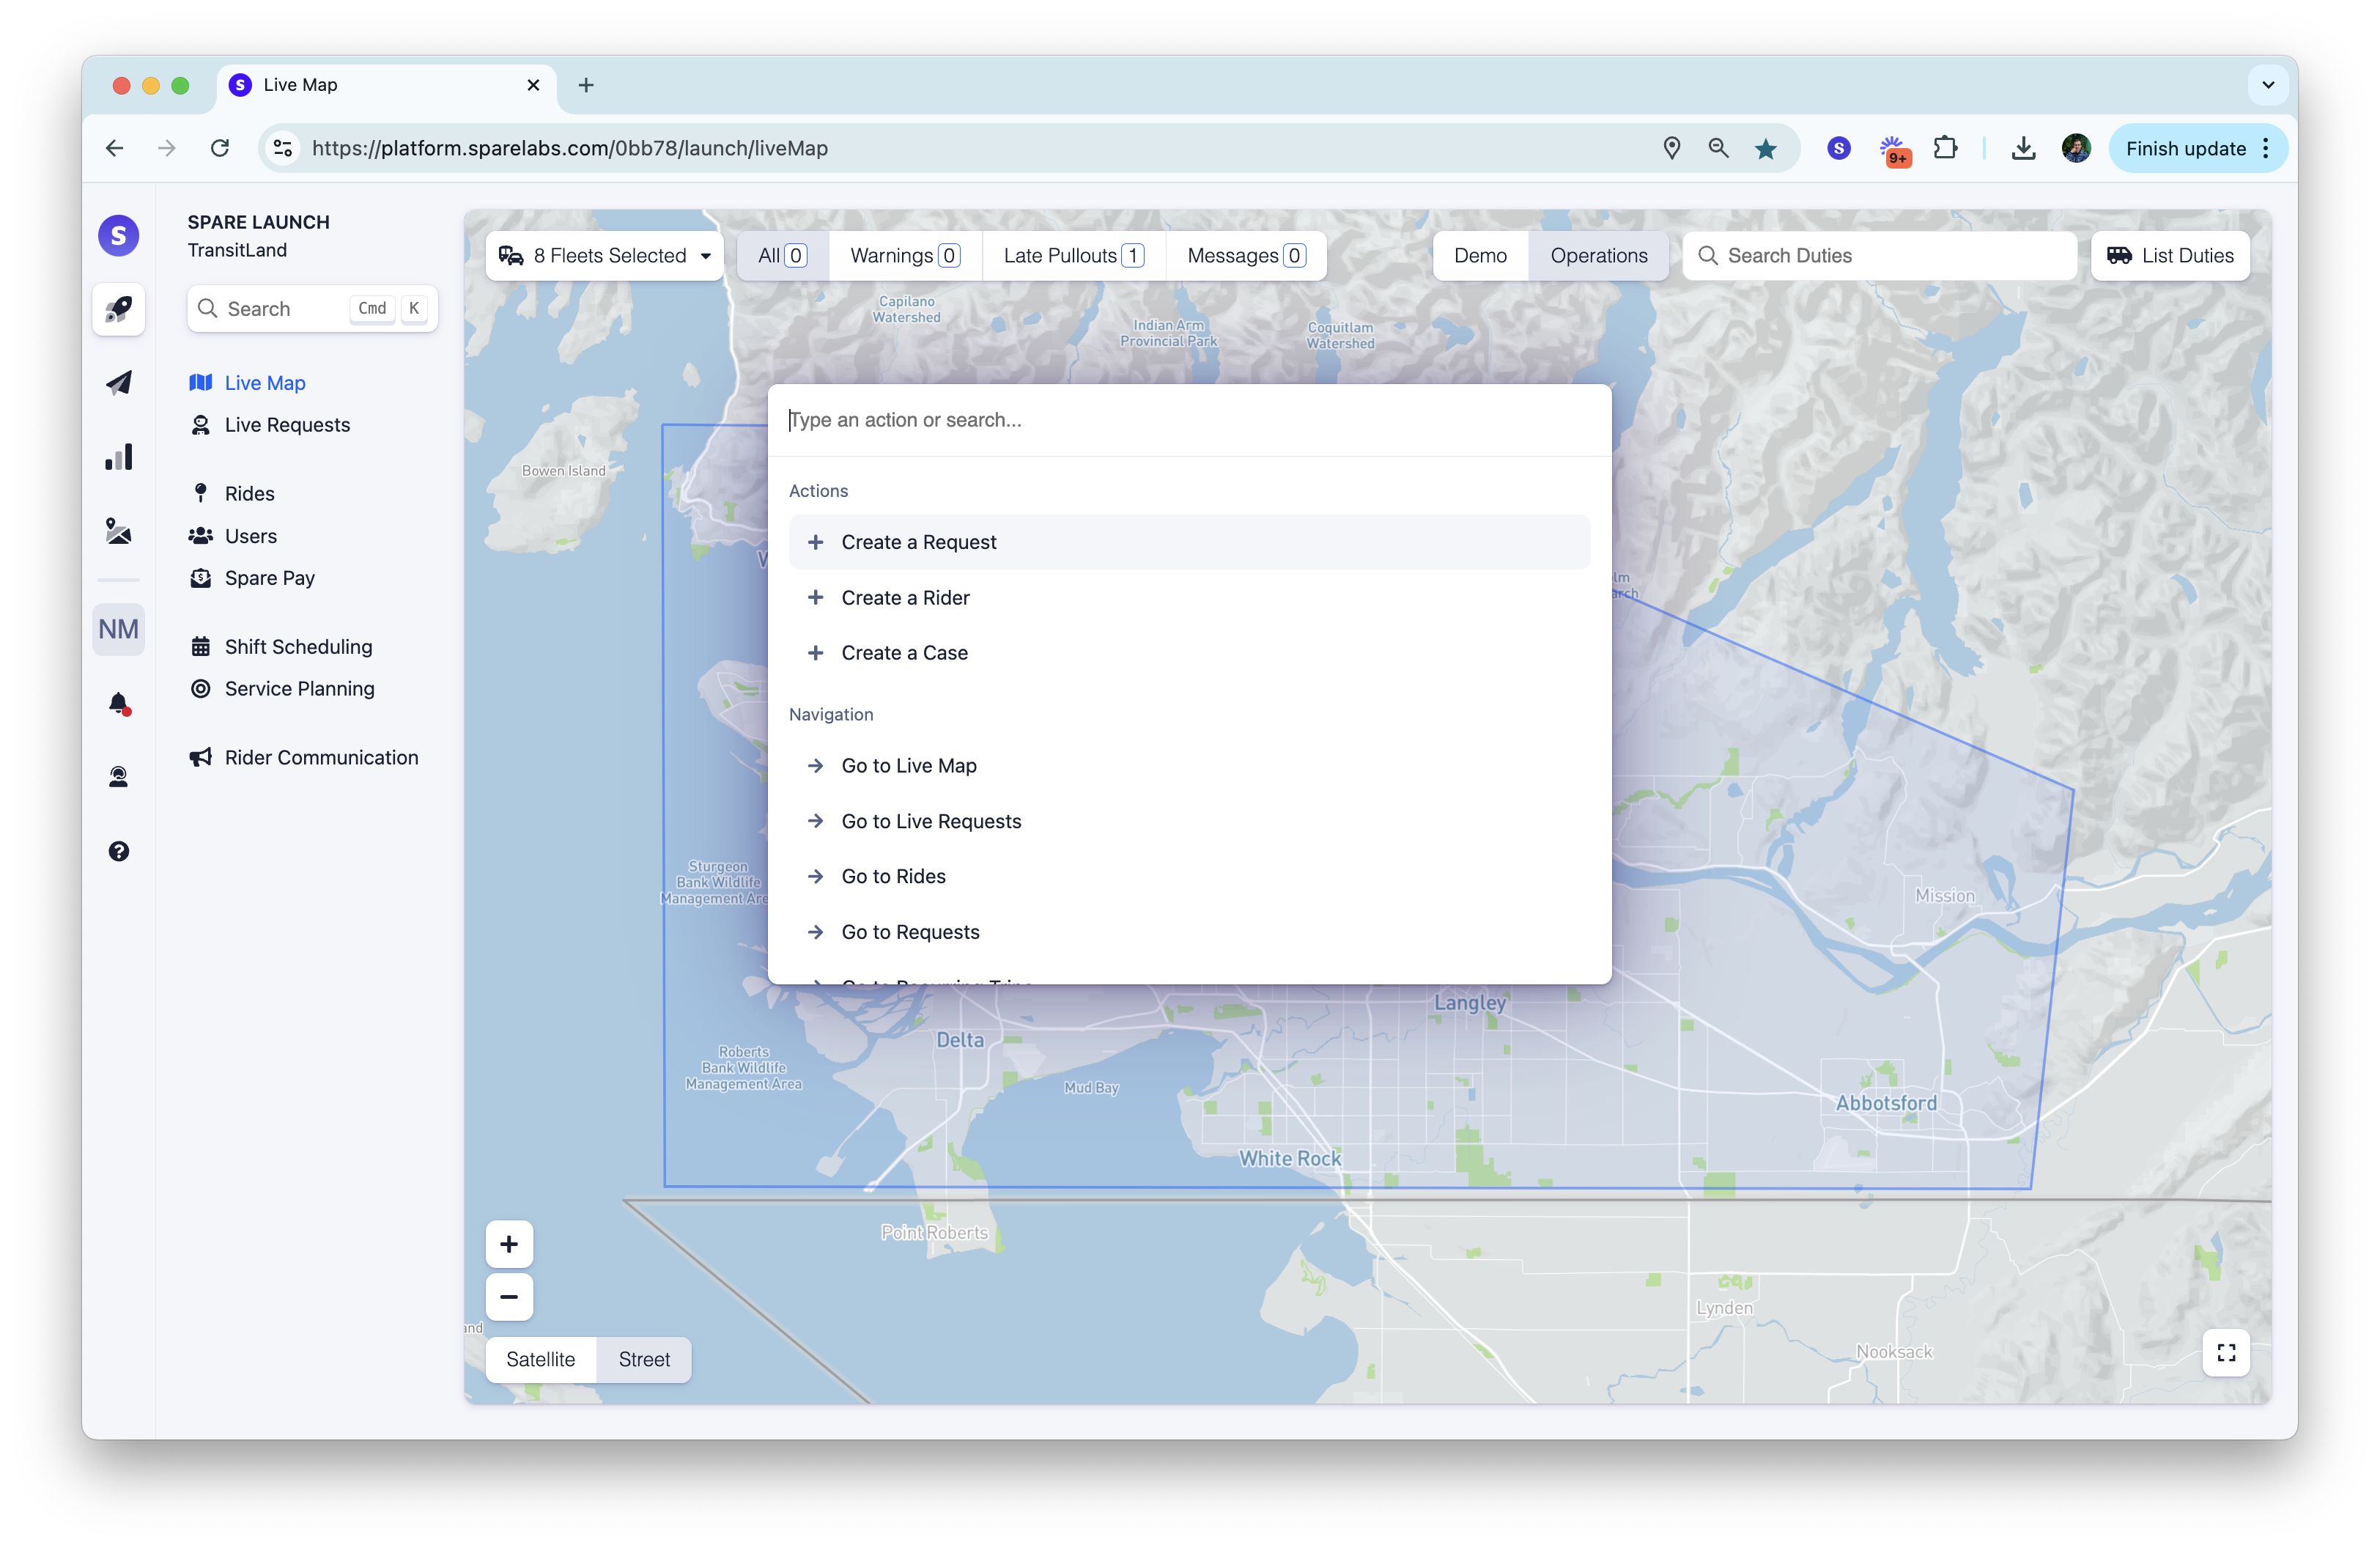 Live Map
https://platform.sparelabs.com/0bb78/launch/liveMap
9+
Finish update
S
SPARE LAUNCH
TransitLand
Search Cmd K
Live Map
Live Requests
Rides
Users
Spare Pay
NM
Shift Scheduling
Service Planning
Rider Communication
8 Fleets Selected
All 0
Warnings 0
Late Pullouts 1
Messages 0
Demo
Operations
Search Duties
List Duties
Capilano
Watershed
Indian Arm
Provincial Park
Coquitlam
Watershed
Bowen Island
Type an action or search...
Actions
Create a Request
Create a Rider
Create a Case
Navigation
Go to Live Map
Go to Live Requests
Go to Rides
Go to Requests
Go to Recurring Trips
Sturgeon
Bank Wildlife
Management Are
Mission
Langley
Delta
Roberts
Bank Wildlife
Management Area
Mud Bay
Abbotsford
White Rock
Point Roberts
Lynden
Nooksack
Satellite
Street